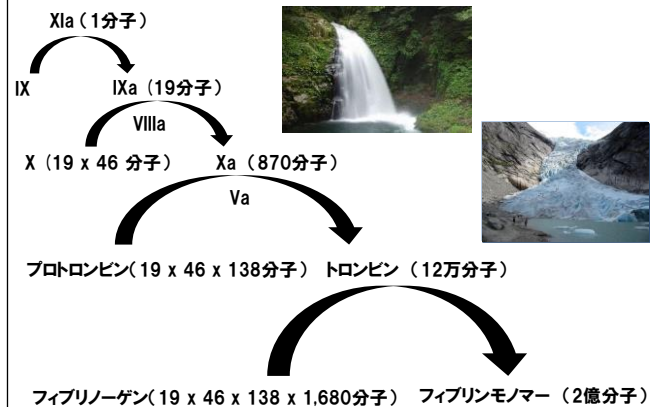 XIa（1分子）
IX
IXa（19分子）
VIIIa
X（19 x 46 分子）
Xa（870分子）
Va
プロトロンビン（19 x 46 x 138分子）
トロンビン（12万分子）
フィブリノーゲン（19 x 46 x 138 x 1,680分子）
フィブリンモノマー（2億分子）